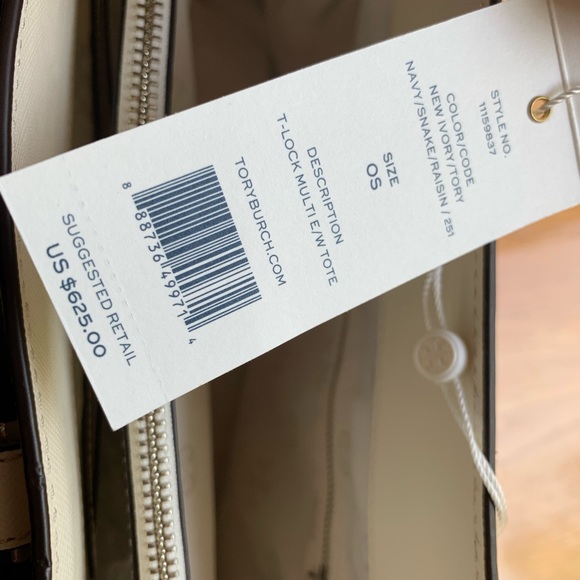 STYLE NO.
11159837
COLOR/CODE
NEW IVORY/TORY
NAVY/SNAKE/RAISIN / 251
SIZE
OS
DESCRIPTION
T-LOCK MULTI E/W TOTE
TORYBURCH.COM
8 88736 49971 4
SUGGESTED RETAIL
US $625.00